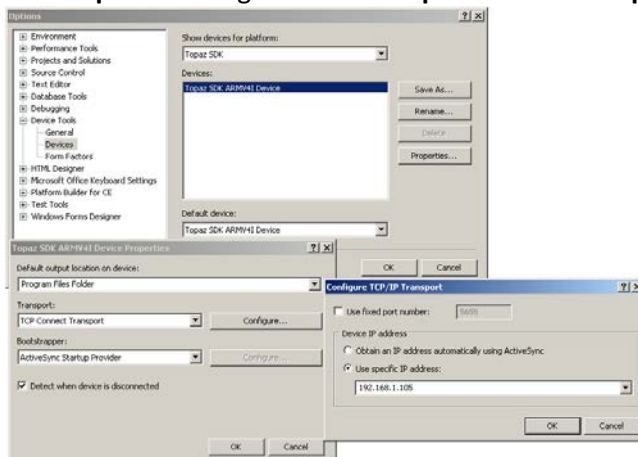 Options
Environment
Performance Tools
Projects and Solutions
Source Control
Text Editor
Database Tools
Debugging
Device Tools
General
Devices
Form Factors
HTML Designer
Microsoft Office Keyboard Settings
Platform Builder for CE
Test Tools
Windows Forms Designer
Show devices for platform:
Topaz SDK
Devices:
Topaz SDK ARMV4I Device
Save As...
Rename...
Delete
Properties...
Default device:
Topaz SDK ARMV4I Device
OK Cancel
Topaz SDK ARMV4I Device Properties
Default output location on device:
Program Files Folder
Transport:
TCP Connect Transport
Configure...
Bootstrapper:
ActiveSync Startup Provider
Configure...
Detect when device is disconnected
OK Cancel
Configure TCP/IP Transport
Use fixed port number: 5655
Device IP address
Obtain an IP address automatically using ActiveSync
Use specific IP address:
192.168.1.105
OK Cancel